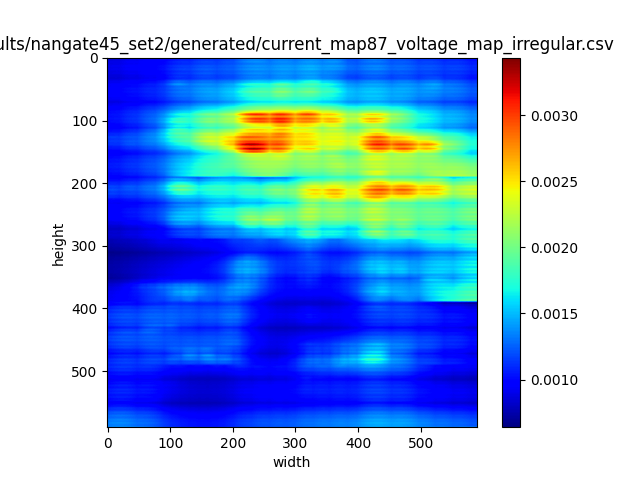 ults/nangate45_set2/generated/current_map87_voltage_map_irregular.csv
0
100
200
300
400
500
height
0 100 200 300 400 500
width
0.0030
0.0025
0.0020
0.0015
0.0010